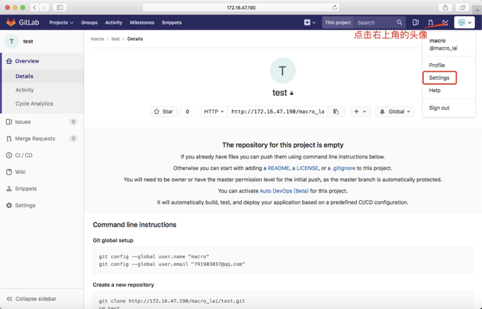 172.16.47.190
GitLab
Projects
Groups
Activity
Milestones
Snippets
This project
Search
点击右上角的头像
T
test
macro
test
Details
macro
@macro_lai
Profile
Settings
Help
Sign out
Overview
Details
Activity
Cycle Analytics
Issues
0
Merge Requests
0
CI / CD
Wiki
Snippets
Settings
Collapse sidebar
T
test
Star
0
HTTP
http://172.16.47.190/macro_la
Global
The repository for this project is empty
If you already have files you can push them using command line instructions below.
Otherwise you can start with adding a README, a LICENSE, or a .gitignore to this project.
You will need to be owner or have the master permission level for the initial push, as the master branch is automatically protected.
You can activate Auto DevOps (Beta) for this project.
It will automatically build, test, and deploy your application based on a predefined CI/CD configuration.
Command line instructions
Git global setup
git config --global user.name "macro"
git config --global user.email "791903037@qq.com"
Create a new repository
git clone http://172.16.47.190/macro_lai/test.git
cd test